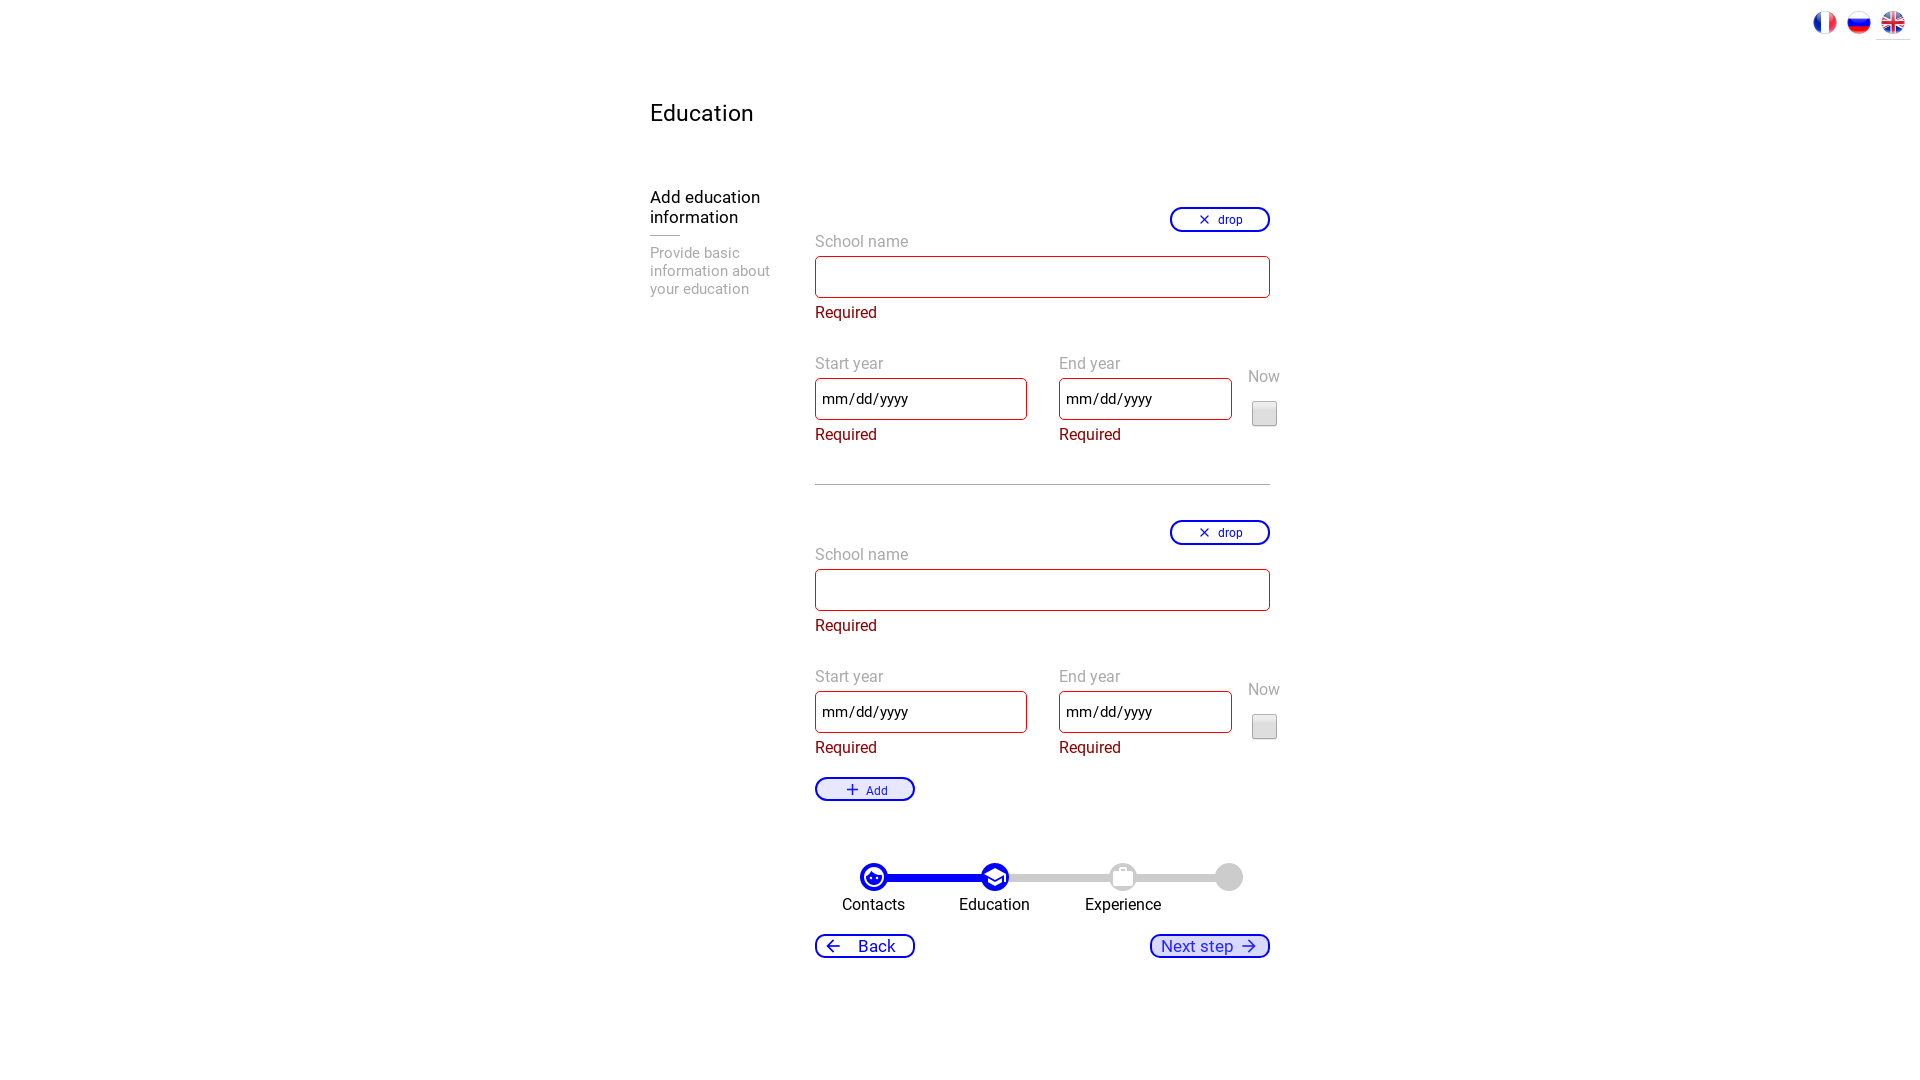 Education
Add education
information
Provide basic
information about
your education
drop
School name
Required
Start year
End year
Now
mm/dd/yyyy
mm/dd/yyyy
Required
Required
drop
School name
Required
Start year
End year
Now
mm/dd/yyyy
mm/dd/yyyy
Required
Required
Add
Contacts
Education
Experience
Back
Next step